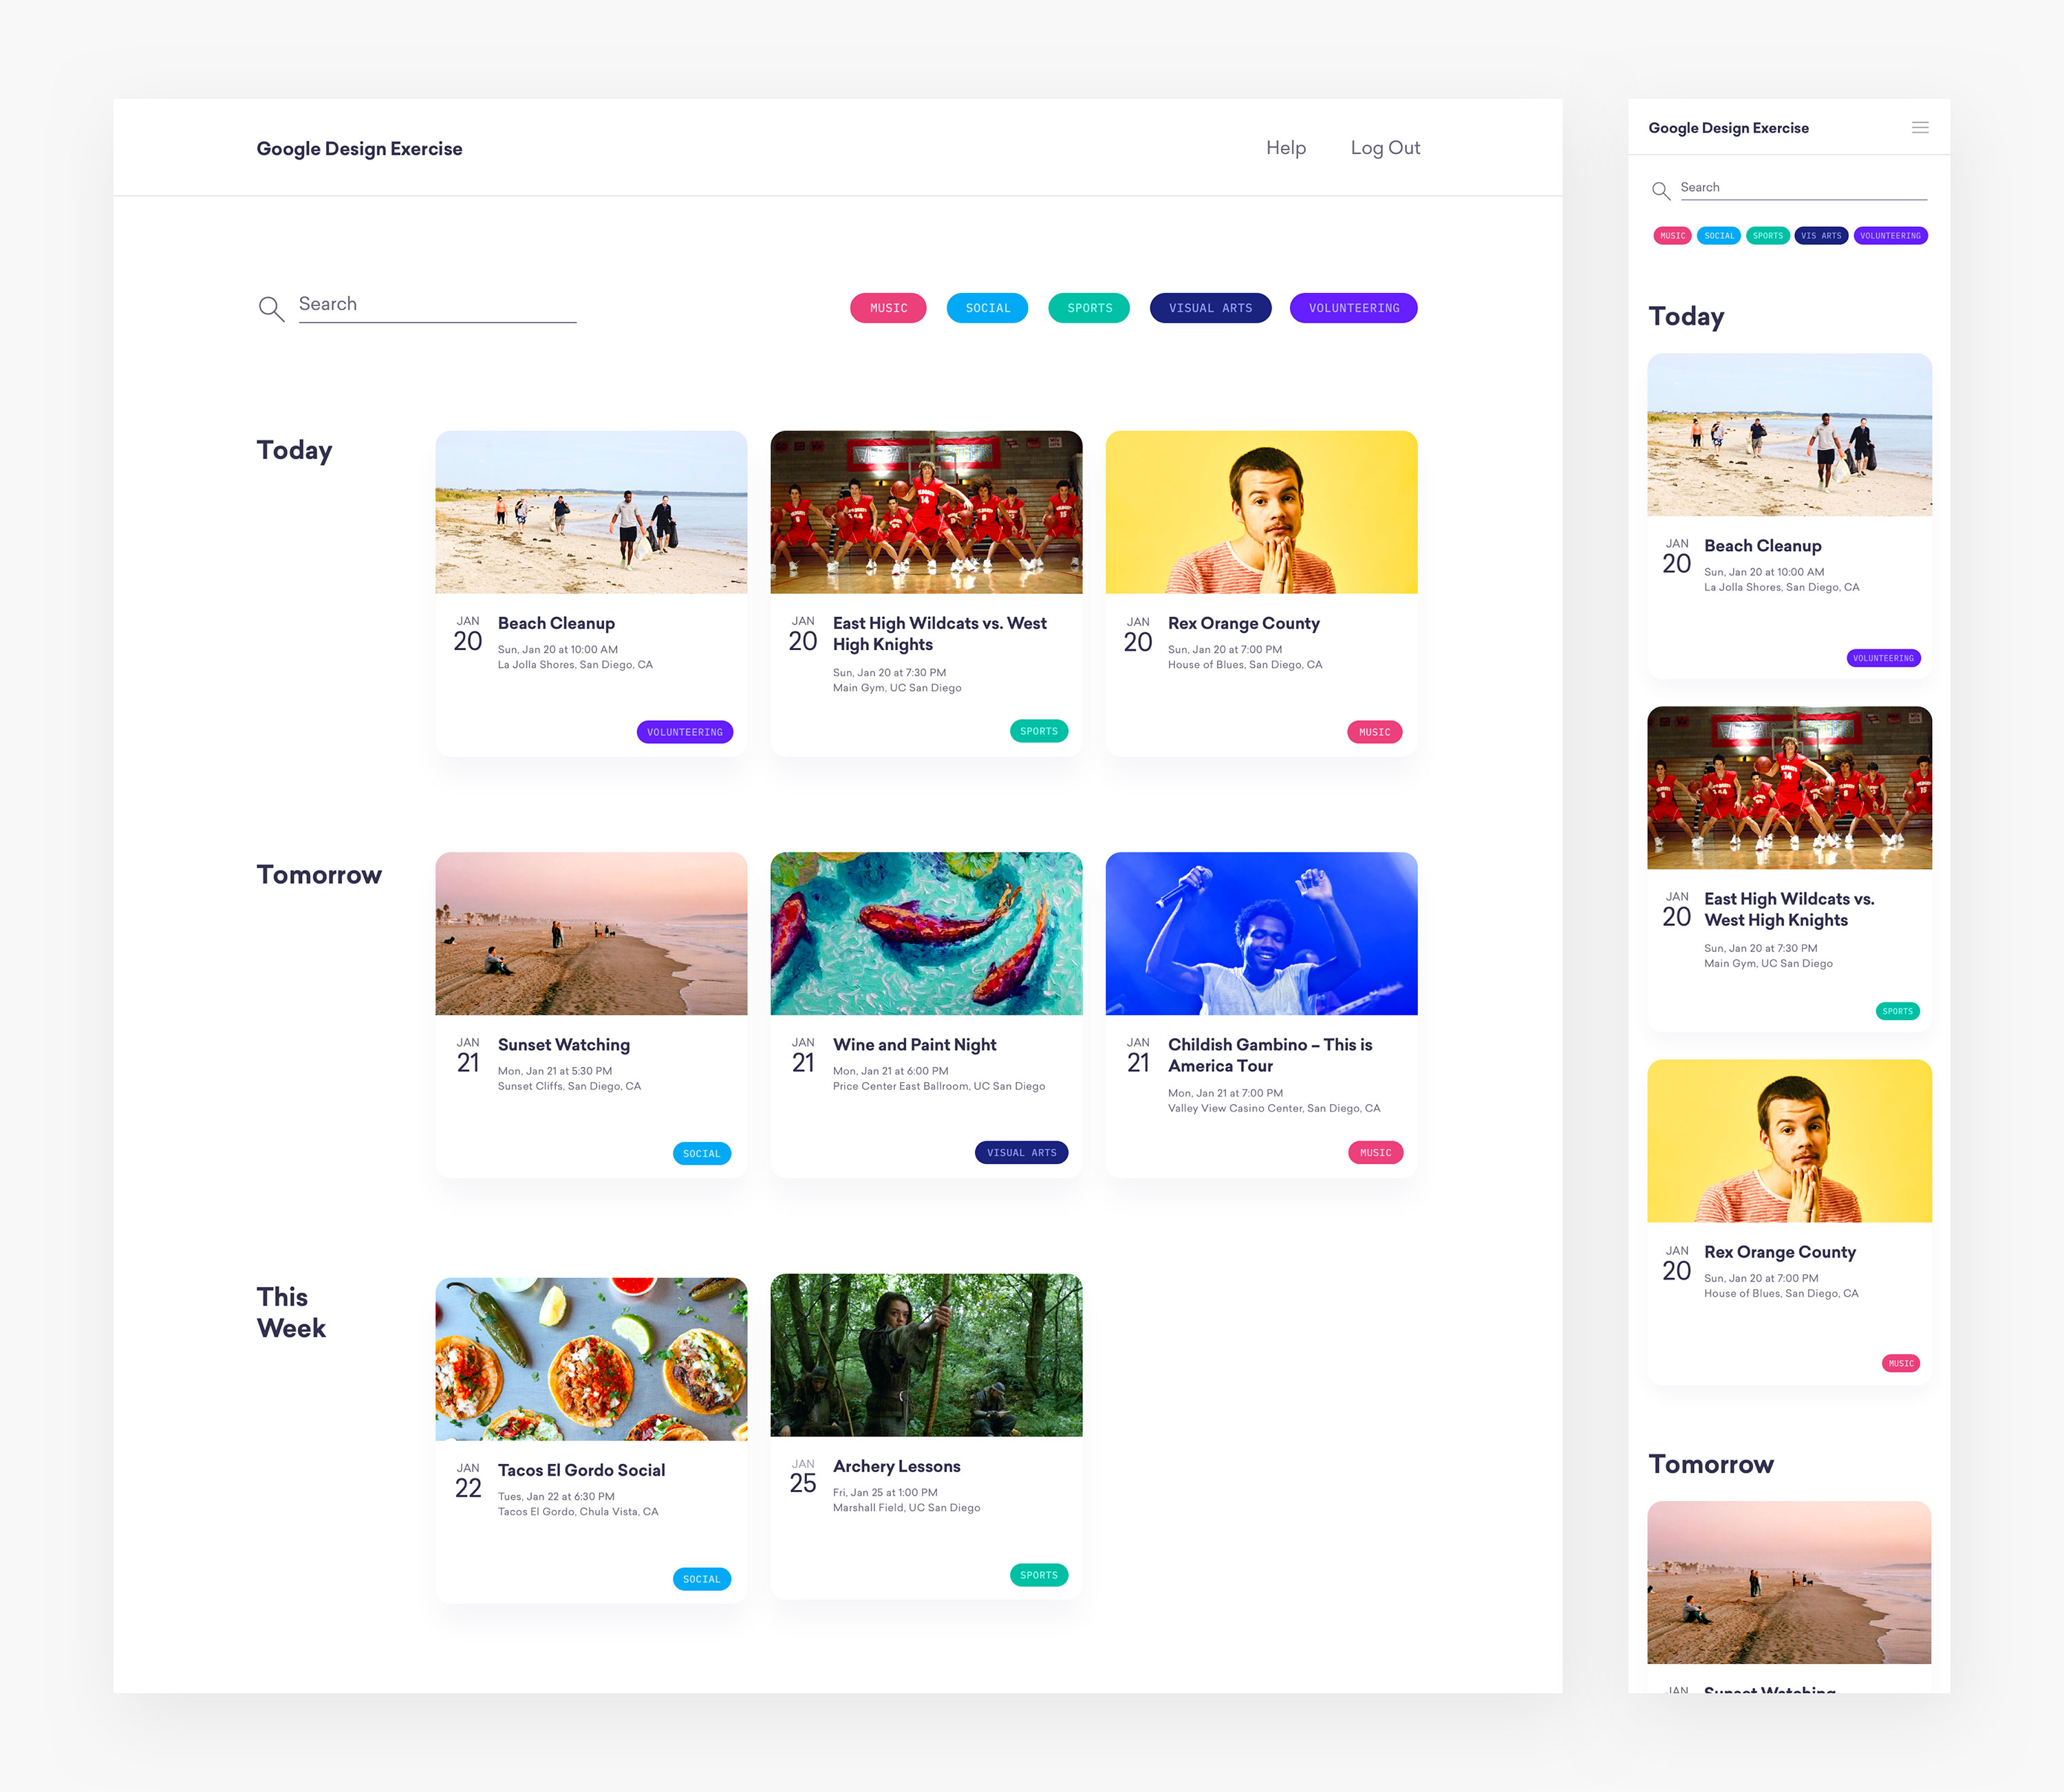 Google Design Exercise
Help
Log Out
Search
MUSIC
SOCIAL
SPORTS
VISUAL ARTS
VOLUNTEERING
Today
JAN
20
Beach Cleanup
Sun, Jan 20 at 10:00 AM
La Jolla Shores, San Diego, CA
VOLUNTEERING
14
JAN
20
East High Wildcats vs. West
High Knights
Sun, Jan 20 at 7:30 PM
Main Gym, UC San Diego
SPORTS
JAN
20
Rex Orange County
Sun, Jan 20 at 7:00 PM
House of Blues, San Diego, CA
MUSIC
Tomorrow
JAN
21
Sunset Watching
Mon, Jan 21 at 5:30 PM
Sunset Cliffs, San Diego, CA
SOCIAL
JAN
21
Wine and Paint Night
Mon, Jan 21 at 6:00 PM
Price Center East Ballroom, UC San Diego
VISUAL ARTS
JAN
21
Childish Gambino – This is
America Tour
Mon, Jan 21 at 7:00 PM
Valley View Casino Center, San Diego, CA
MUSIC
This
Week
JAN
22
Tacos El Gordo Social
Tues, Jan 22 at 6:30 PM
Tacos El Gordo, Chula Vista, CA
SOCIAL
JAN
25
Archery Lessons
Fri, Jan 25 at 1:00 PM
Marshall Field, UC San Diego
SPORTS
Google Design Exercise
Search
MUSIC
SOCIAL
SPORTS
VIS ARTS
VOLUNTEERING
Today
JAN
20
Beach Cleanup
Sun, Jan 20 at 10:00 AM
La Jolla Shores, San Diego, CA
VOLUNTEERING
14
JAN
20
East High Wildcats vs.
West High Knights
Sun, Jan 20 at 7:30 PM
Main Gym, UC San Diego
SPORTS
JAN
20
Rex Orange County
Sun, Jan 20 at 7:00 PM
House of Blues, San Diego, CA
MUSIC
Tomorrow
JAN
Sunset Watching